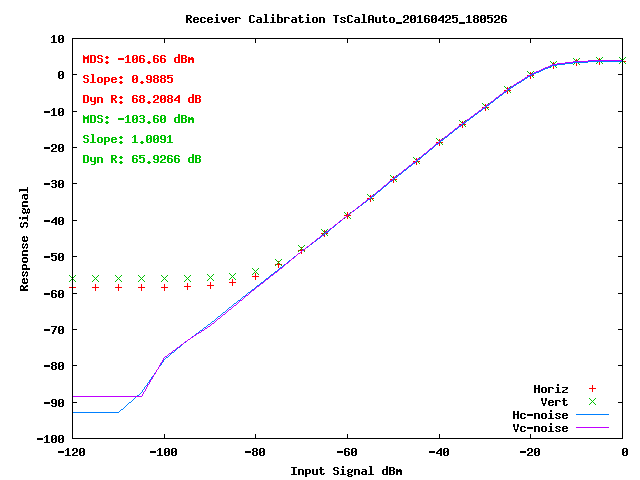 Receiver Calibration TsCalAuto_20160425_180526
10
0
-10
-20
-30
-40
-50
-60
-70
-80
-90
-100
Response Signal
MDS: -106.66 dBm
Slope: 0.9885
Dyn R: 68.2084 dB
MDS: -103.60 dBm
Slope: 1.0091
Dyn R: 65.9266 dB
Horiz
Vert
Hc-noise
Vc-noise
-120 -100 -80 -60 -40 -20 0
Input Signal dBm